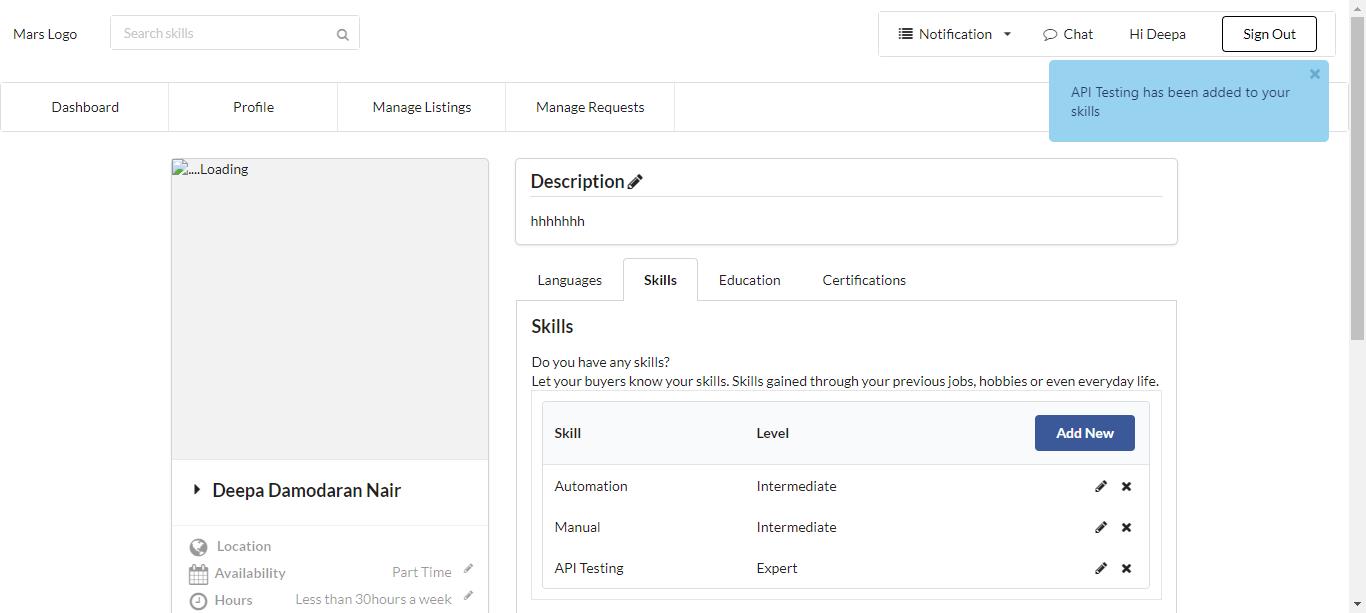 Mars Logo
Search skills
Notification
Chat
Hi Deepa
Sign Out
API Testing has been added to your
skills
Dashboard
Profile
Manage Listings
Manage Requests
....Loading
Description
hhhhhhh
Languages
Skills
Education
Certifications
Skills
Do you have any skills?
Let your buyers know your skills. Skills gained through your previous jobs, hobbies or even everyday life.
Skill Level Add New
Automation Intermediate
Manual Intermediate
API Testing Expert
Deepa Damodaran Nair
Location
Availability Part Time
Hours Less than 30hours a week